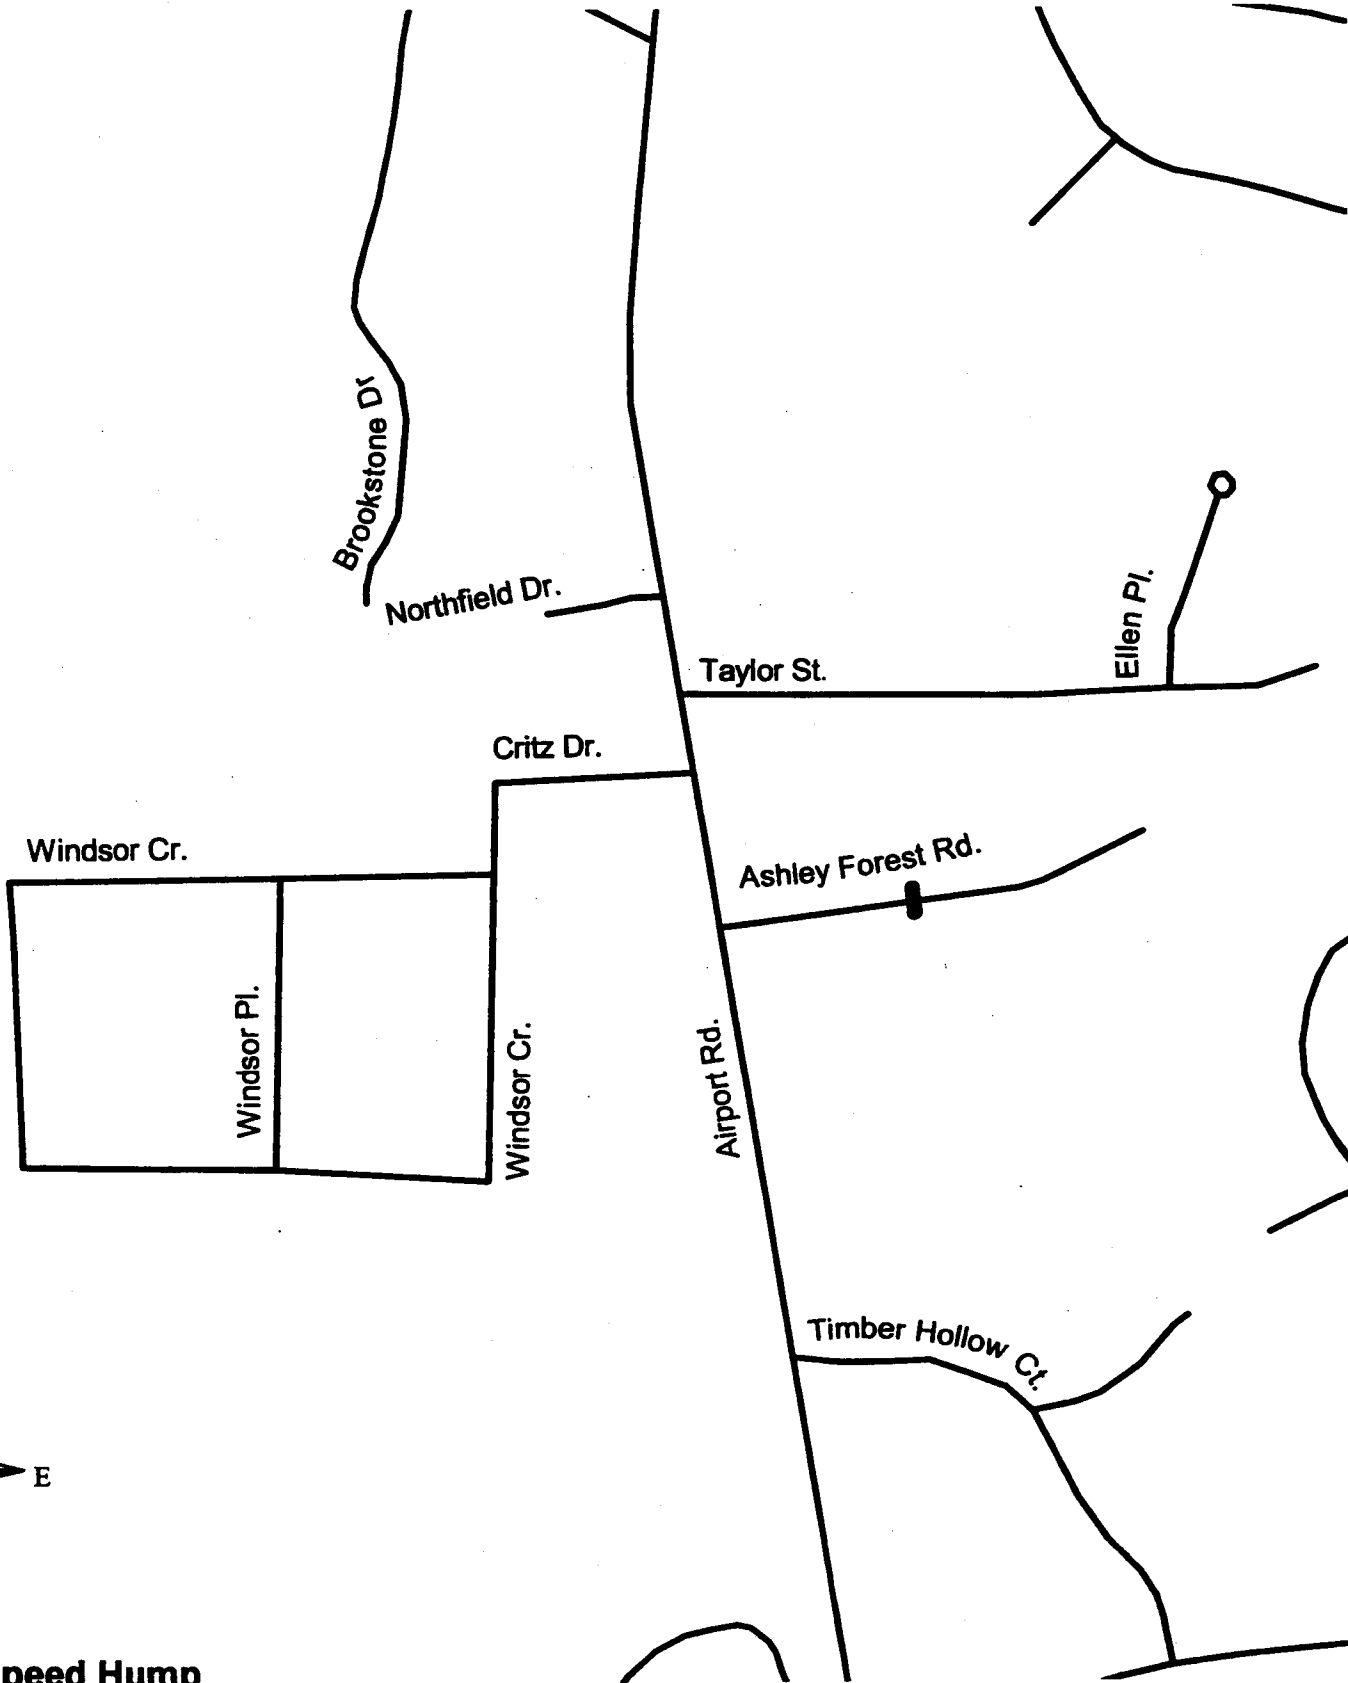 Brookstone Dr
Northfield Dr.
Ellen Pl.
Taylor St.
Critz Dr.
Windsor Cr.
Ashley Forest Rd.
Windsor Pl.
Windsor Cr.
Airport Rd.
Timber Hollow Ct.
E
peed Hump